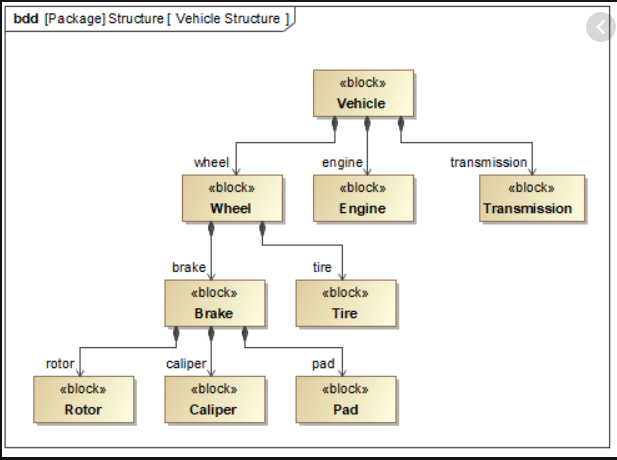 bdd [Package] Structure [ Vehicle Structure ]
«block»
Vehicle
wheel
engine
transmission
«block»
Wheel
«block»
Engine
«block»
Transmission
brake
tire
«block»
Brake
«block»
Tire
rotor
caliper
pad
«block»
Rotor
«block»
Caliper
«block»
Pad